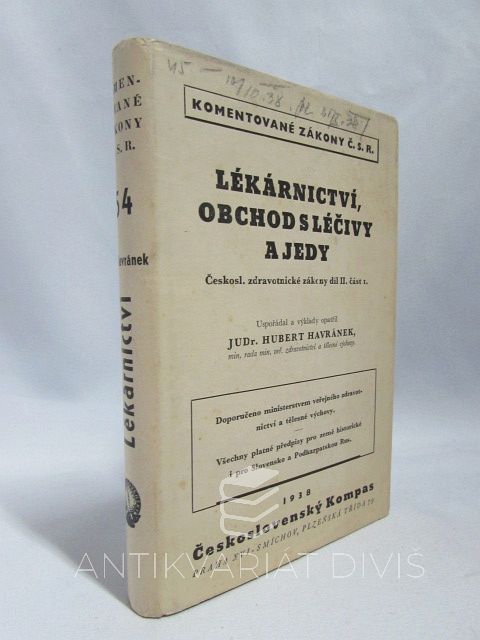 KOMENTOVANÉ ZÁKONY Č. S. R.
LÉKÁRNICTVÍ,
OBCHOD S LÉČIVY
A JEDY
Českosl. zdravotnické zákony díl II. část 1.
Uspořádal a výklady opatřil
JUDr. HUBERT HAVRÁNEK,
min. rada min. veř. zdravotnictví a tělesné výchovy.
Doporučeno ministerstvem veřejného zdravot-
nictví a tělesné výchovy.
Všechny platné předpisy pro země historické
i pro Slovensko a Podkarpatskou Rus.
1938
Československý Kompas
PRAHA XVI-SMÍCHOV, PLZEŇSKÁ TŘÍDA 79
MEN-
VANÉ
KONY
S. R.
54
vránek
Lékárnictví
ANTIKVARIÁT DIVIŠ